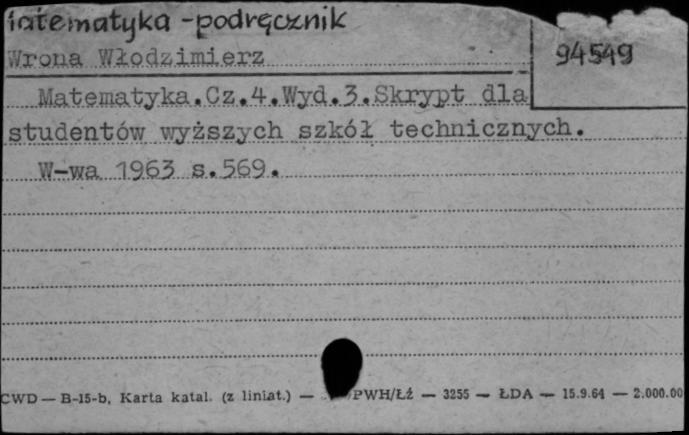 matematyka - podręcznik
Wrona Włodzimierz
94549
Matematyka.Cz.4.Wyd.3.Skrypt dla
studentów wyższych szkół technicznych.
W-wa 1963 s.569.
CWD — B-15-b, Karta katal. (z liniat.) — PWH/Łź — 3255 — ŁDA — 15.9.64 — 2.000.00